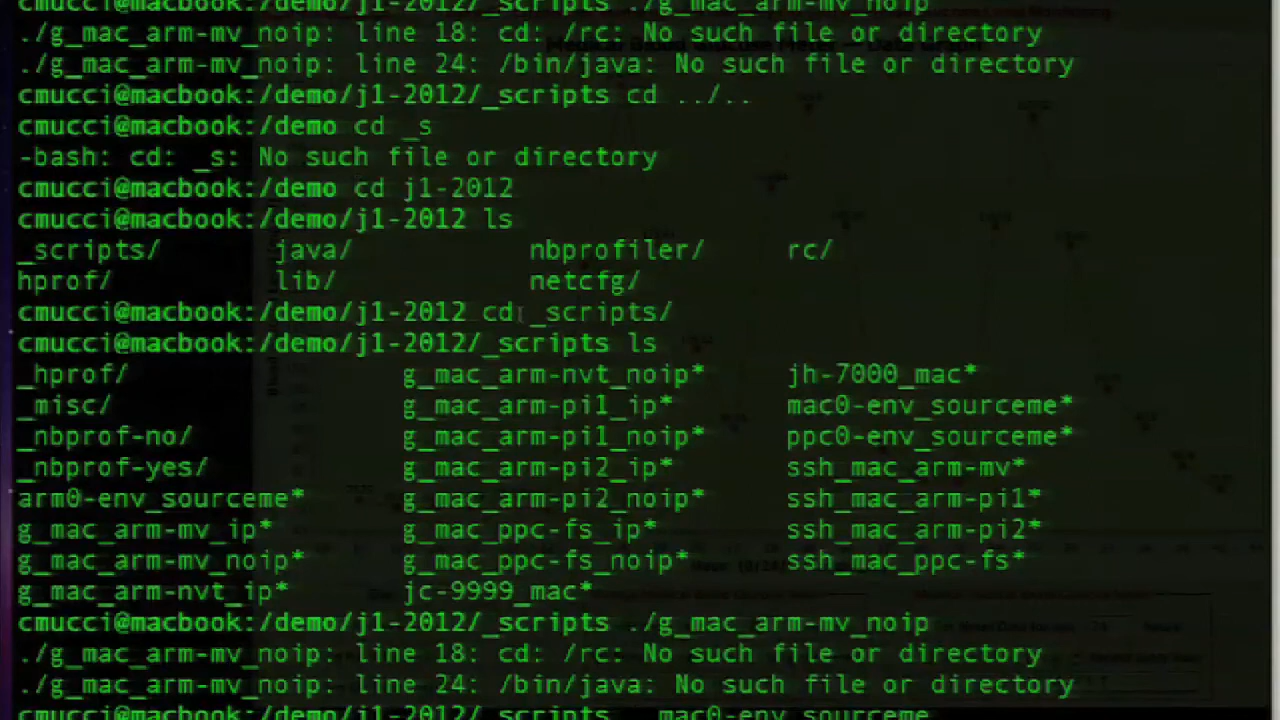 cmucci@macbook:/demo/j1-2012/_scripts ./g_mac_arm-mv_noip
./g_mac_arm-mv_noip: line 18: cd: /rc: No such file or directory
./g_mac_arm-mv_noip: line 24: /bin/java: No such file or directory
cmucci@macbook:/demo/j1-2012/_scripts cd ../..
cmucci@macbook:/demo cd _s
-bash: cd: _s: No such file or directory
cmucci@macbook:/demo cd j1-2012
cmucci@macbook:/demo/j1-2012 ls
_scripts/ java/ nbprofiler/ rc/
hprof/ lib/ netcfg/
cmucci@macbook:/demo/j1-2012 cd _scripts/
cmucci@macbook:/demo/j1-2012/_scripts ls
_hprof/ g_mac_arm-nvt_noip* jh-7000_mac*
_misc/ g_mac_arm-pi1_ip* mac0-env_sourceme*
_nbprof-no/ g_mac_arm-pi1_noip* ppc0-env_sourceme*
_nbprof-yes/ g_mac_arm-pi2_ip* ssh_mac_arm-mv*
arm0-env_sourceme* g_mac_arm-pi2_noip* ssh_mac_arm-pi1*
g_mac_arm-mv_ip* g_mac_ppc-fs_ip* ssh_mac_arm-pi2*
g_mac_arm-mv_noip* g_mac_ppc-fs_noip* ssh_mac_ppc-fs*
g_mac_arm-nvt_ip* jc-9999_mac*
cmucci@macbook:/demo/j1-2012/_scripts ./g_mac_arm-mv_noip
./g_mac_arm-mv_noip: line 18: cd: /rc: No such file or directory
./g_mac_arm-mv_noip: line 24: /bin/java: No such file or directory
cmucci@macbook:/demo/j1-2012/_scripts . mac0-env_sourceme